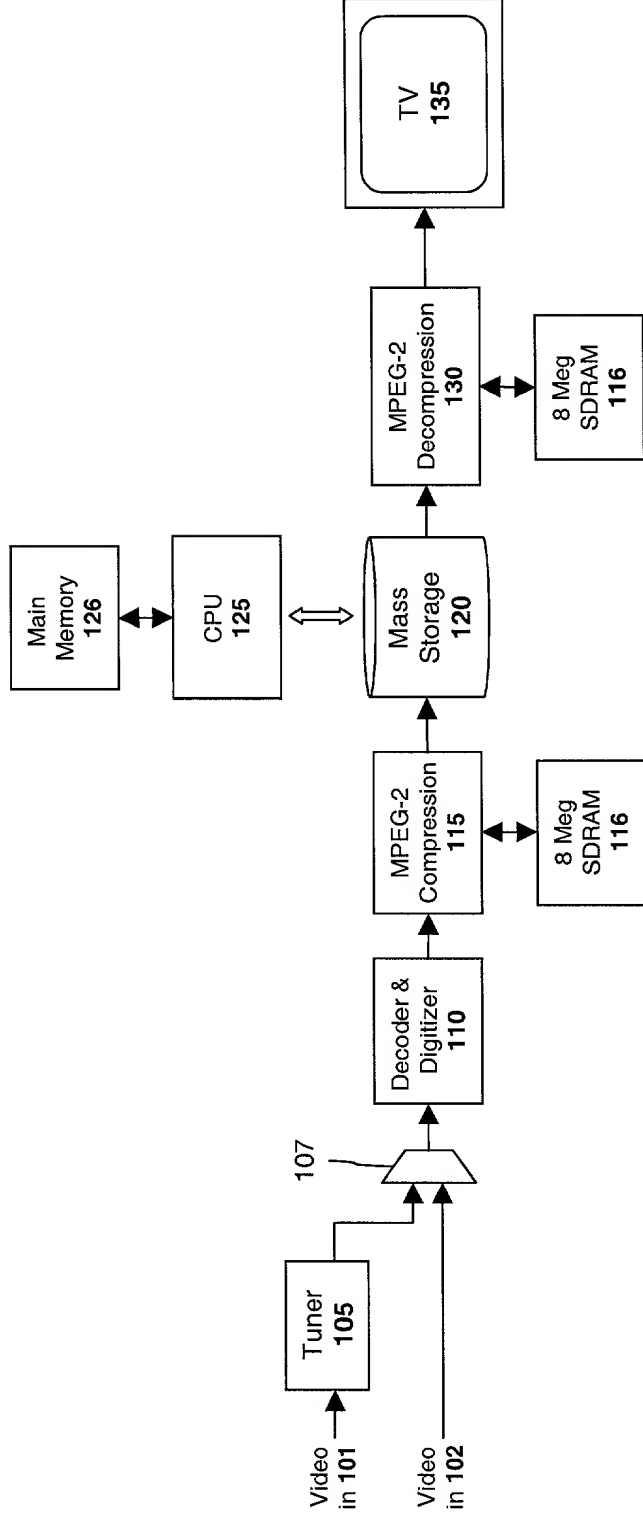 Video
in 101
Video
in 102
Tuner
105
107
Decoder &
Digitizer
110
MPEG-2
Compression
115
8 Meg
SDRAM
116
Main
Memory
126
CPU
125
Mass
Storage
120
MPEG-2
Decompression
130
8 Meg
SDRAM
116
TV
135